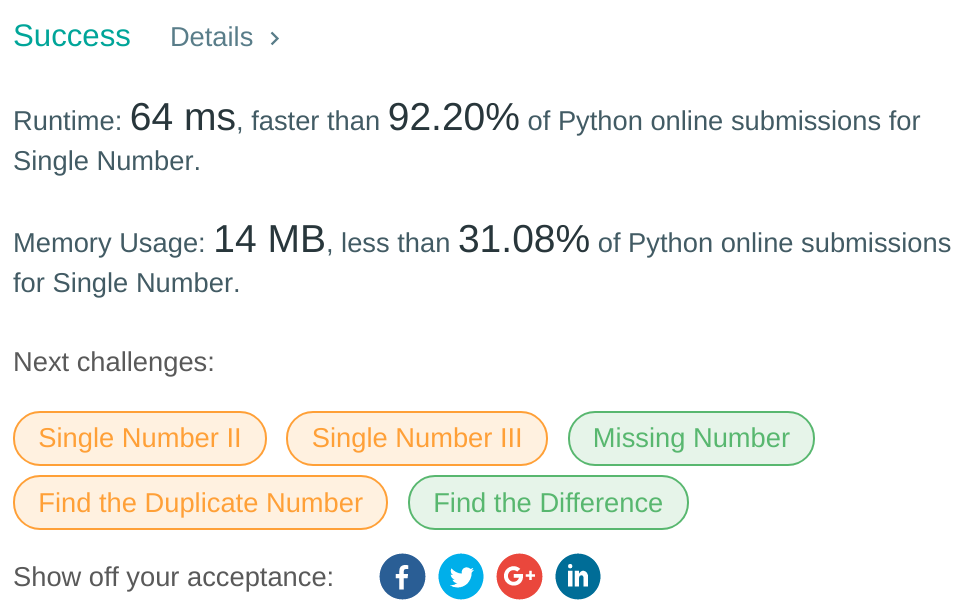 Success Details >
Runtime: 64 ms, faster than 92.20% of Python online submissions for
Single Number.
Memory Usage: 14 MB, less than 31.08% of Python online submissions
for Single Number.
Next challenges:
Single Number II Single Number III Missing Number
Find the Duplicate Number Find the Difference
Show off your acceptance: f G+ in